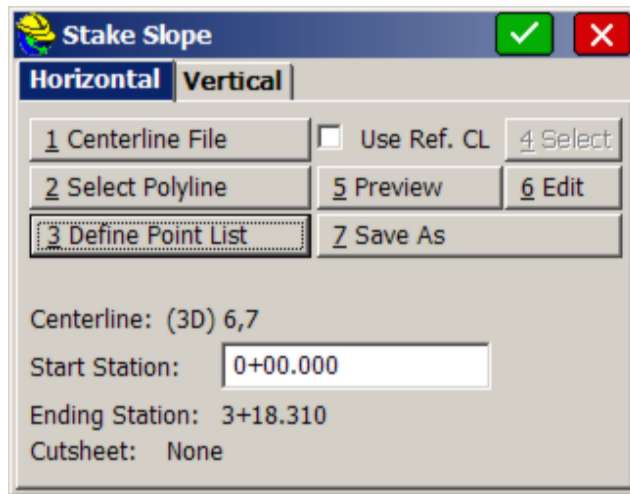 Stake Slope
Horizontal Vertical
1 Centerline File Use Ref. CL 4 Select
2 Select Polyline 5 Preview 6 Edit
3 Define Point List 7 Save As
Centerline: (3D) 6,7
Start Station: 0+00.000
Ending Station: 3+18.310
Cutsheet: None